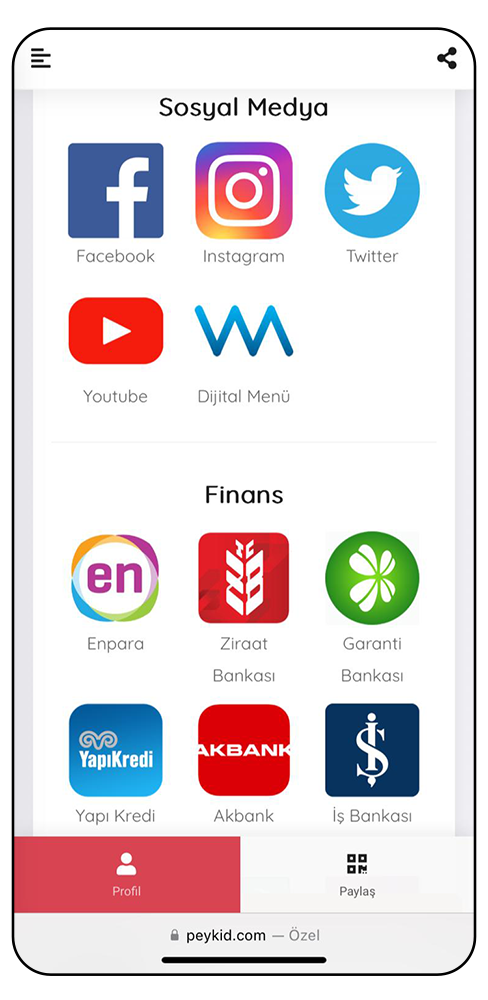 Sosyal Medya
Facebook
Instagram
Twitter
Youtube
Dijital Menü
Finans
en
Enpara
Ziraat
Bankası
Garanti
Bankası
YapıKredi
AKBANK
Yapı Kredi
Akbank
İş Bankası
Profil
Paylaş
peykid.com — Özel